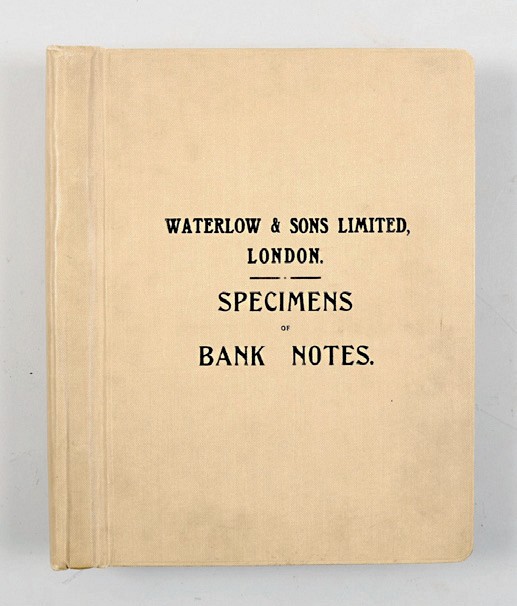 WATERLOW & SONS LIMITED,
LONDON.
SPECIMENS
OF
BANK NOTES.